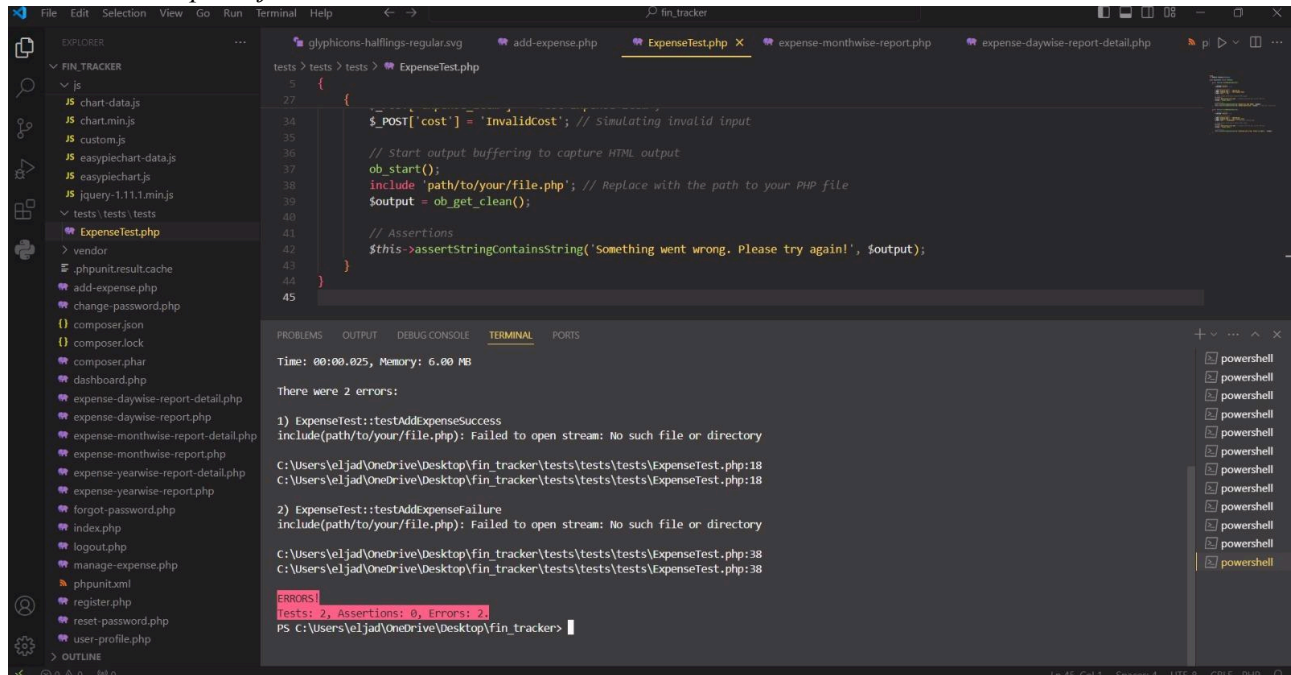 File Edit Selection View Go Run Terminal Help
fin_tracker
EXPLORER
glyphicons-halflings-regular.svg add-expense.php ExpenseTest.php expense-monthwise-report.php expense-daywise-report-detail.php
FIN_TRACKER
js
chart-data.js
chart.min.js
custom.js
easypiechart-data.js
easypiechart.js
jquery-1.11.1.min.js
tests\tests\tests
ExpenseTest.php
vendor
.phpunit.result.cache
add-expense.php
change-password.php
composer.json
composer.lock
composer.phar
dashboard.php
expense-daywise-report-detail.php
expense-daywise-report.php
expense-monthwise-report-detail.php
expense-monthwise-report.php
expense-yearwise-report-detail.php
expense-yearwise-report.php
forgot-password.php
index.php
logout.php
manage-expense.php
phpunit.xml
register.php
reset-password.php
user-profile.php
OUTLINE
tests > tests > tests > ExpenseTest.php
5 {
27 {
34 $_POST['cost'] = 'InvalidCost'; // Simulating invalid input
35
36 // Start output buffering to capture HTML output
37 ob_start();
38 include 'path/to/your/file.php'; // Replace with the path to your PHP file
39 $output = ob_get_clean();
40
41 // Assertions
42 $this->assertStringContainsString('Something went wrong. Please try again!', $output);
43 }
44 }
45
PROBLEMS OUTPUT DEBUG CONSOLE TERMINAL PORTS
Time: 00:00.025, Memory: 6.00 MB
There were 2 errors:
1) ExpenseTest::testAddExpenseSuccess
include(path/to/your/file.php): Failed to open stream: No such file or directory
C:\Users\eljad\OneDrive\Desktop\fin_tracker\tests\tests\tests\ExpenseTest.php:18
C:\Users\eljad\OneDrive\Desktop\fin_tracker\tests\tests\tests\ExpenseTest.php:18
2) ExpenseTest::testAddExpenseFailure
include(path/to/your/file.php): Failed to open stream: No such file or directory
C:\Users\eljad\OneDrive\Desktop\fin_tracker\tests\tests\tests\ExpenseTest.php:38
C:\Users\eljad\OneDrive\Desktop\fin_tracker\tests\tests\tests\ExpenseTest.php:38
ERRORS!
Tests: 2, Assertions: 0, Errors: 2.
PS C:\Users\eljad\OneDrive\Desktop\fin_tracker>
powershell
powershell
powershell
powershell
powershell
powershell
powershell
powershell
powershell
powershell
powershell
powershell